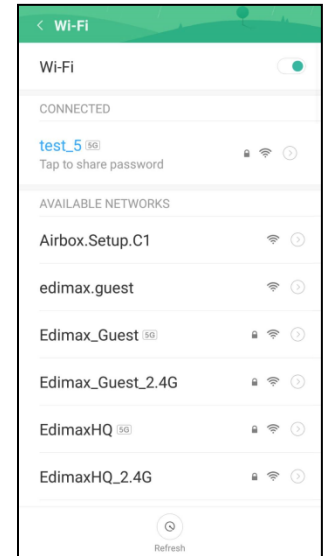 < Wi-Fi
Wi-Fi
CONNECTED
test_5 5G
Tap to share password
AVAILABLE NETWORKS
Airbox.Setup.C1
edimax.guest
Edimax_Guest 5G
Edimax_Guest_2.4G
EdimaxHQ 5G
EdimaxHQ_2.4G
Refresh